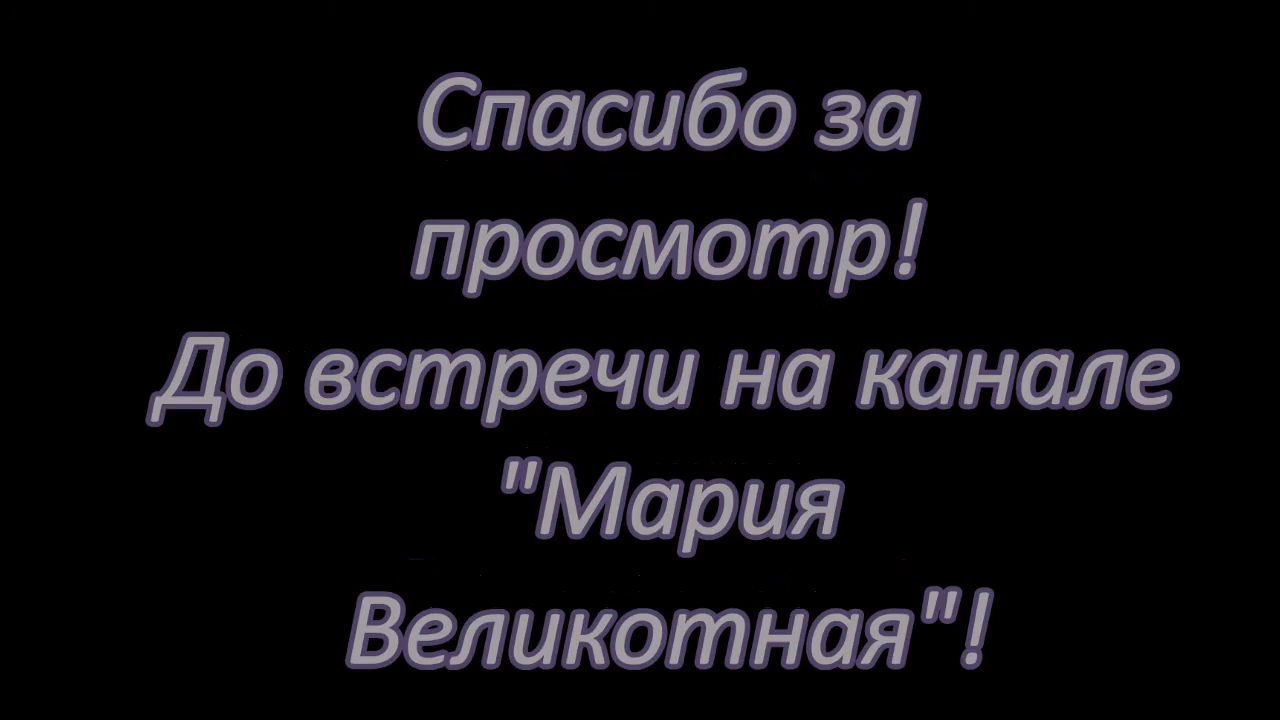 Спасибо за
просмотр!
До встречи на канале
"Мария
Великотная"!